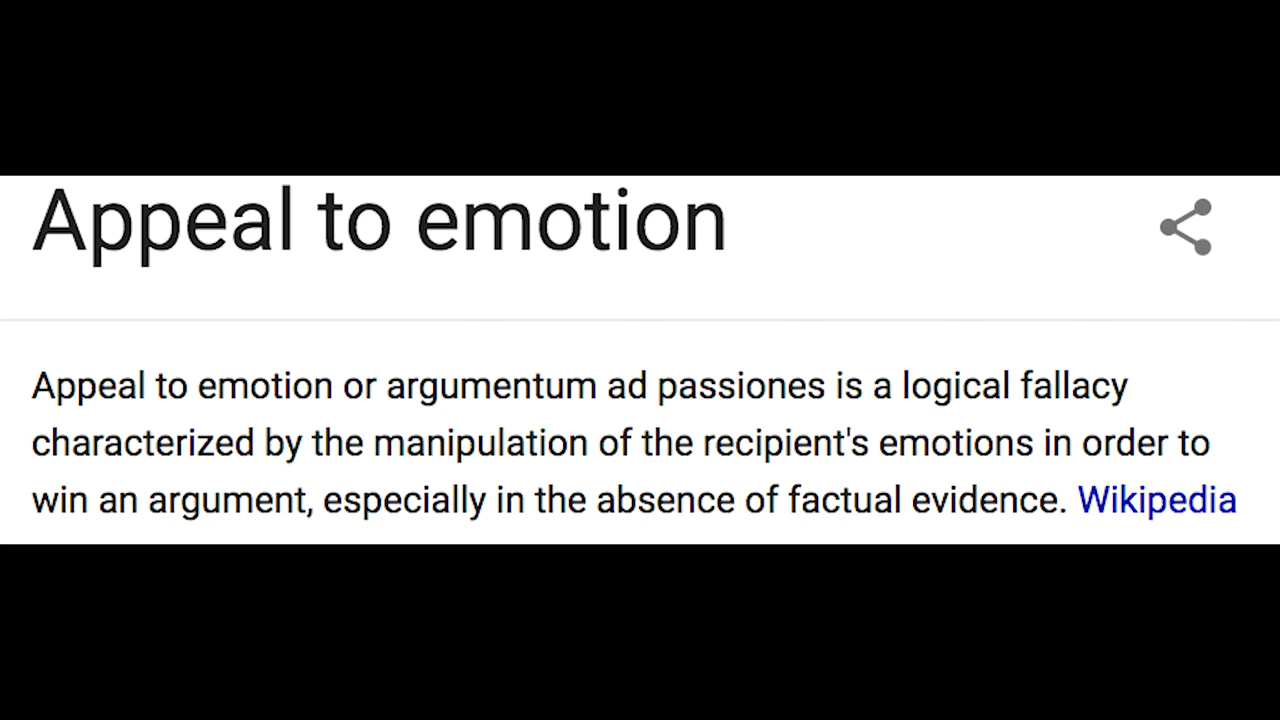 Appeal to emotion
Appeal to emotion or argumentum ad passiones is a logical fallacy
characterized by the manipulation of the recipient's emotions in order to
win an argument, especially in the absence of factual evidence. Wikipedia